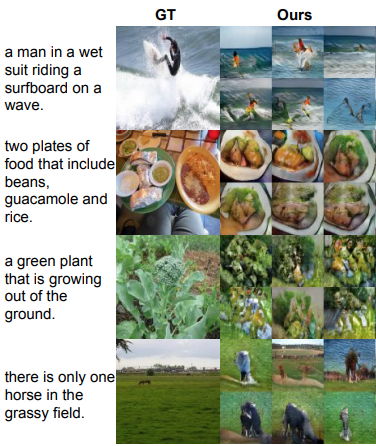 GT
Ours
a man in a wet
suit riding a
surfboard on a
wave.
two plates of
food that include
beans,
guacamole and
rice.
a green plant
that is growing
out of the
ground.
there is only one
horse in the
grassy field.